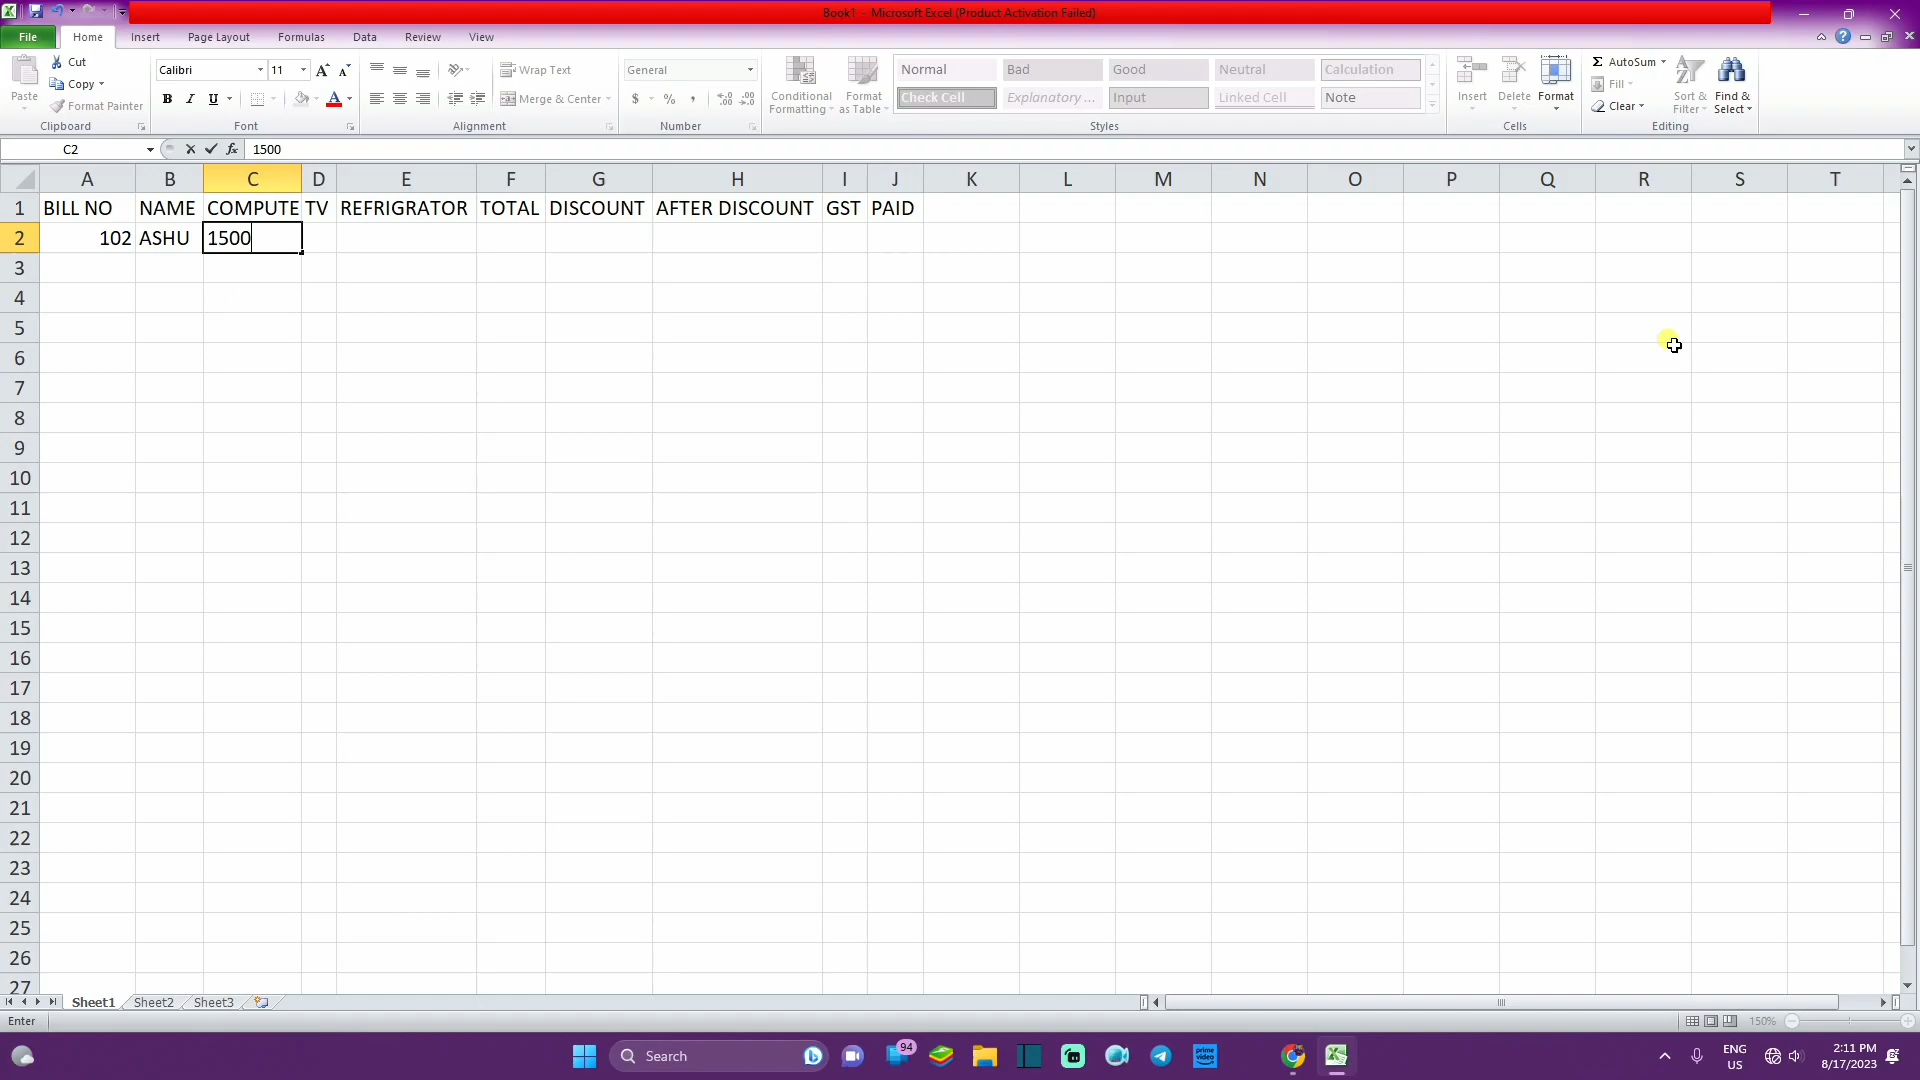 Book1 - Microsoft Excel (Product Activation Failed)
File Home Insert Page Layout Formulas Data Review View
Paste
Cut
Copy
Format Painter
Clipboard
Calibri 11
B I U
Font
Wrap Text
Merge & Center
Alignment
General
$ % ,
Number
Conditional Formatting
Format as Table
Normal Bad Good Neutral Calculation
Check Cell Explanatory ... Input Linked Cell Note
Styles
Insert Delete Format
Cells
Σ AutoSum
Fill
Clear
Sort & Filter
Find & Select
Editing
C2 fx 1500
A B C D E F G H I J K L M N O P Q R S T
1 BILL NO NAME COMPUTE TV REFRIGRATOR TOTAL DISCOUNT AFTER DISCOUNT GST PAID
2 102 ASHU 1500
3
4
5
6
7
8
9
10
11
12
13
14
15
16
17
18
19
20
21
22
23
24
25
26
27
Sheet1 Sheet2 Sheet3
Enter 150%
Search 94 prime video ENG US 2:11 PM 8/17/2023